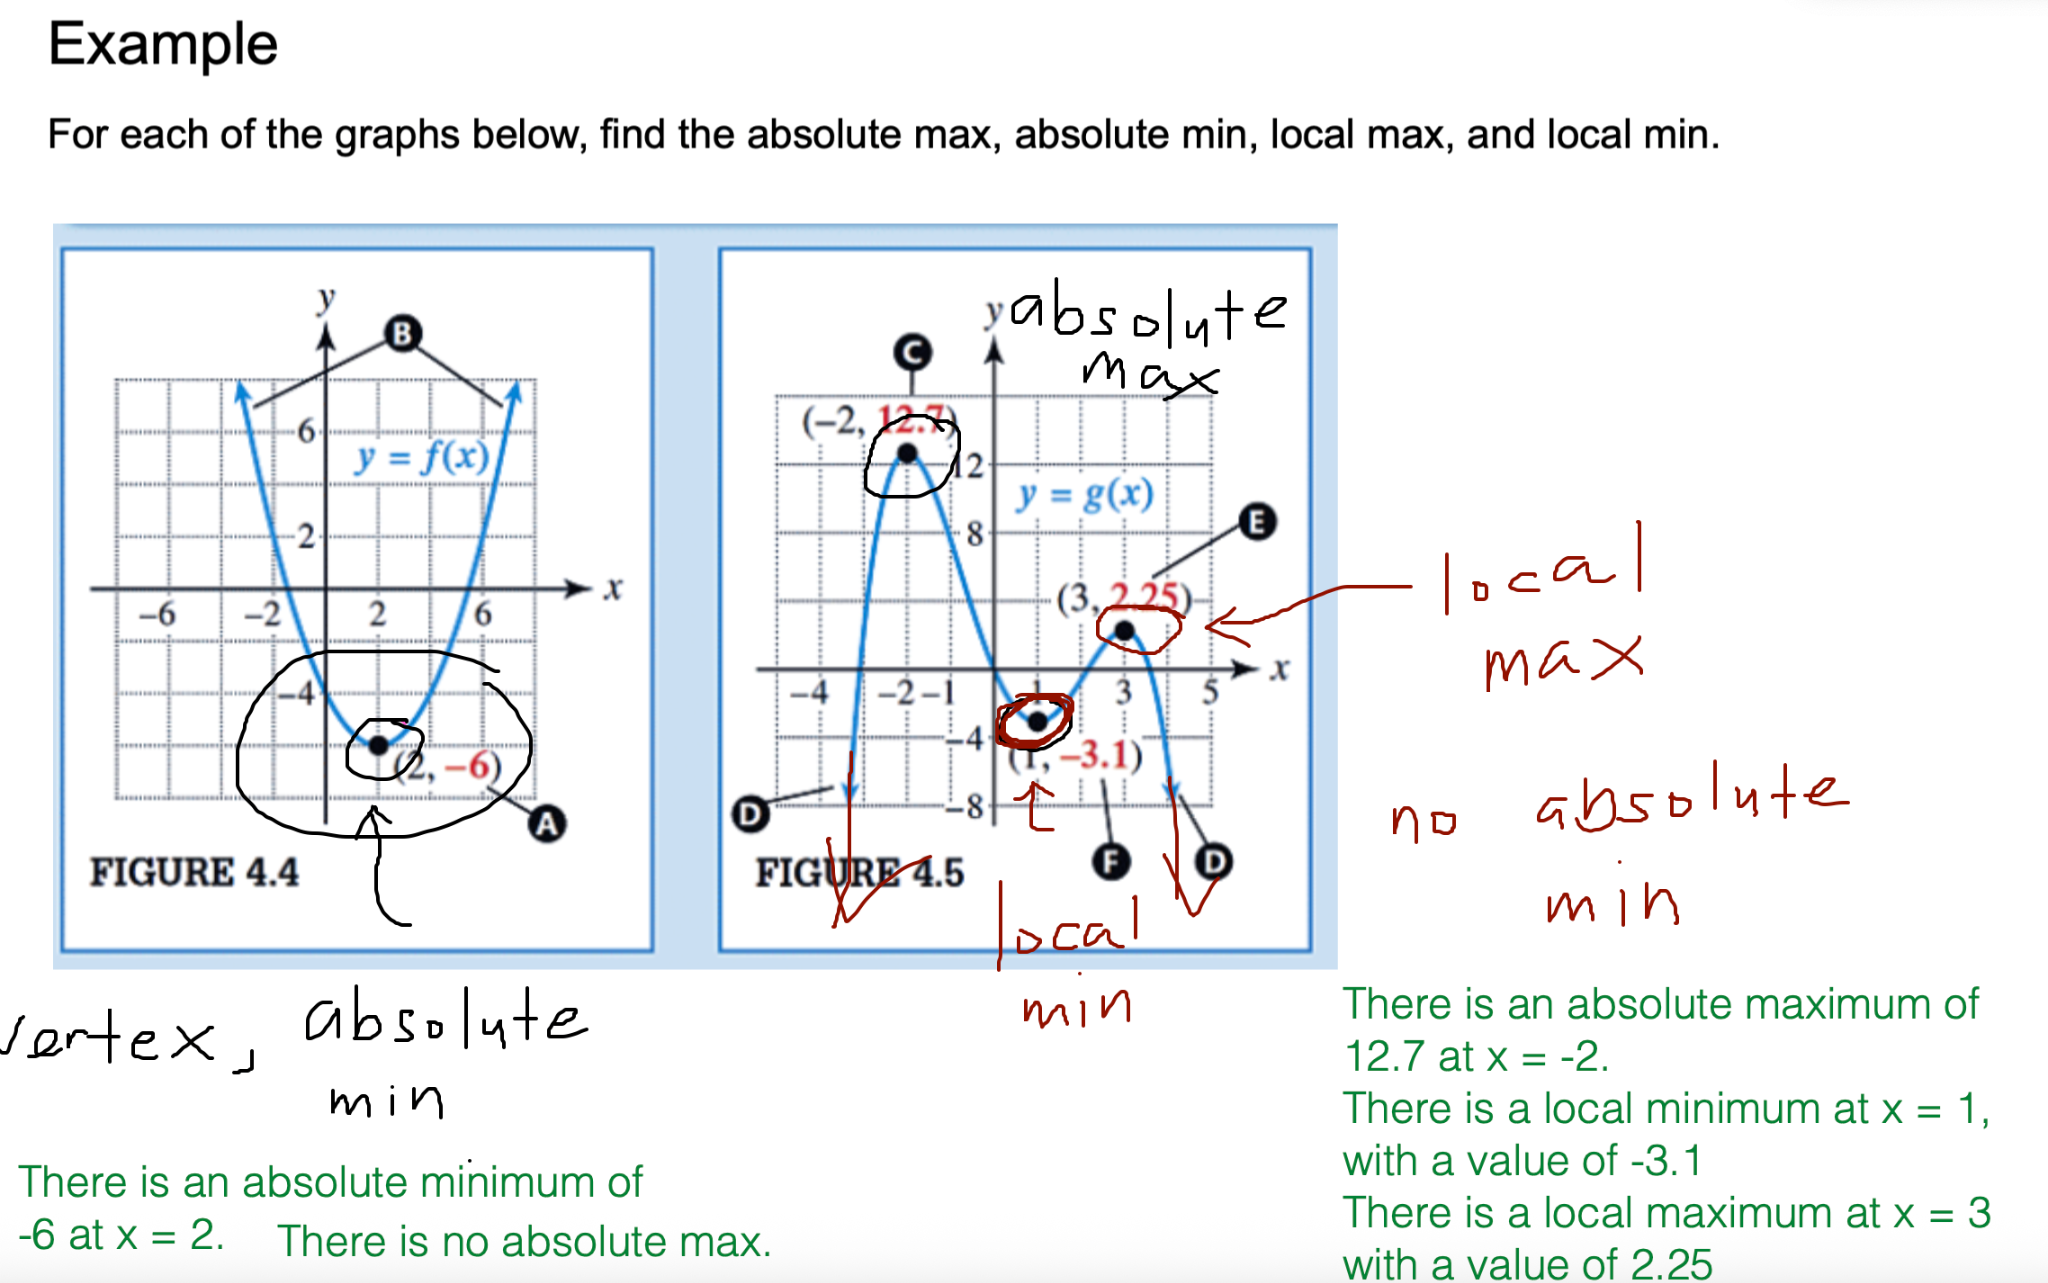 Example
For each of the graphs below, find the absolute max, absolute min, local max, and local min.
y
B
6
y = f(x)
2
x
-6 -2 2 6
-4
(2, -6)
A
FIGURE 4.4
y absolute
max
C
(-2, 12.7)
12
y = g(x)
8
E
(3, 2.25)
x
-4 -2 -1 1 3 5
-4
(1, -3.1)
D
-8
F
D
FIGURE 4.5
local
max
no absolute
min
local
min
vertex, absolute
min
There is an absolute minimum of
-6 at x = 2. There is no absolute max.
There is an absolute maximum of
12.7 at x = -2.
There is a local minimum at x = 1,
with a value of -3.1
There is a local maximum at x = 3
with a value of 2.25